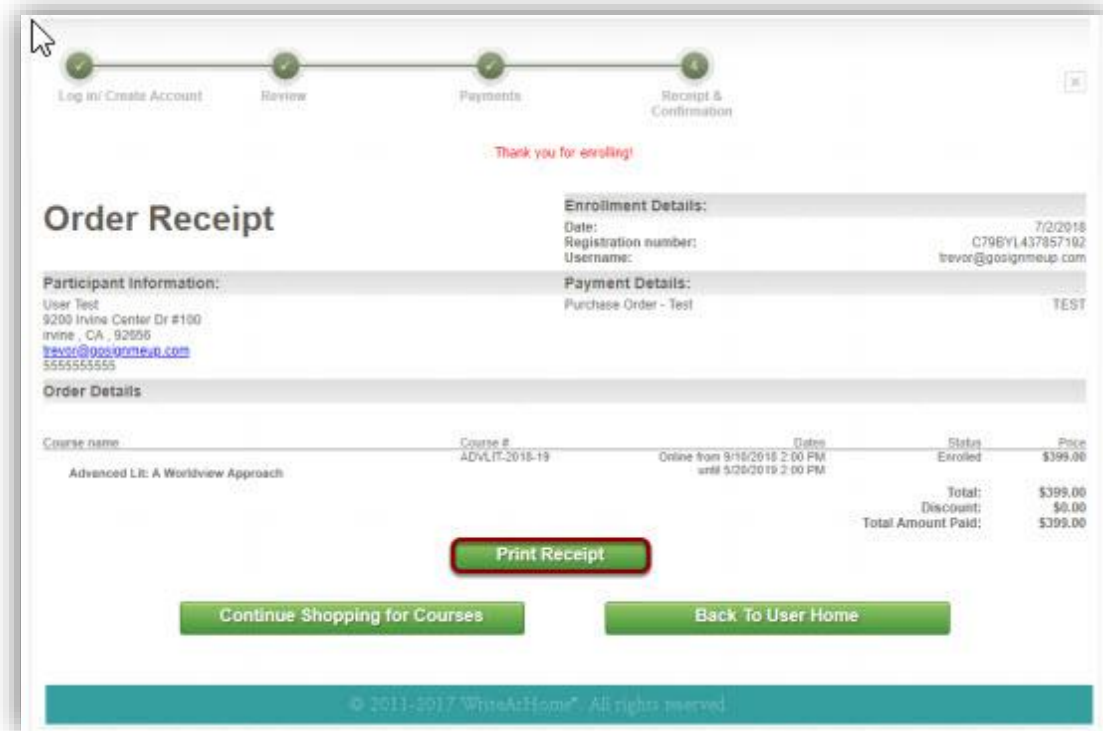 Log in/ Create Account
Review
Payments
4
Receipt &
Confirmation
x
Thank you for enrolling!
Order Receipt
Enrollment Details:
Date: 7/2/2018
Registration number: C79BYL437857192
Username: trevor@gosignmeup.com
Participant Information:
Payment Details:
User Test
Purchase Order - Test TEST
9200 Irvine Center Dr #100
irvine , CA , 92656
trevor@gosignmeup.com
5555555555
Order Details
Course name Course # Dates Status Price
ADVLIT-2018-19 Online from 9/10/2018 2:00 PM Enrolled $399.00
until 5/20/2019 2:00 PM
Advanced Lit: A Worldview Approach
Total: $399.00
Discount: $0.00
Total Amount Paid: $399.00
Print Receipt
Continue Shopping for Courses
Back To User Home
© 2011-2017 "WriteAtHome". All rights reserved